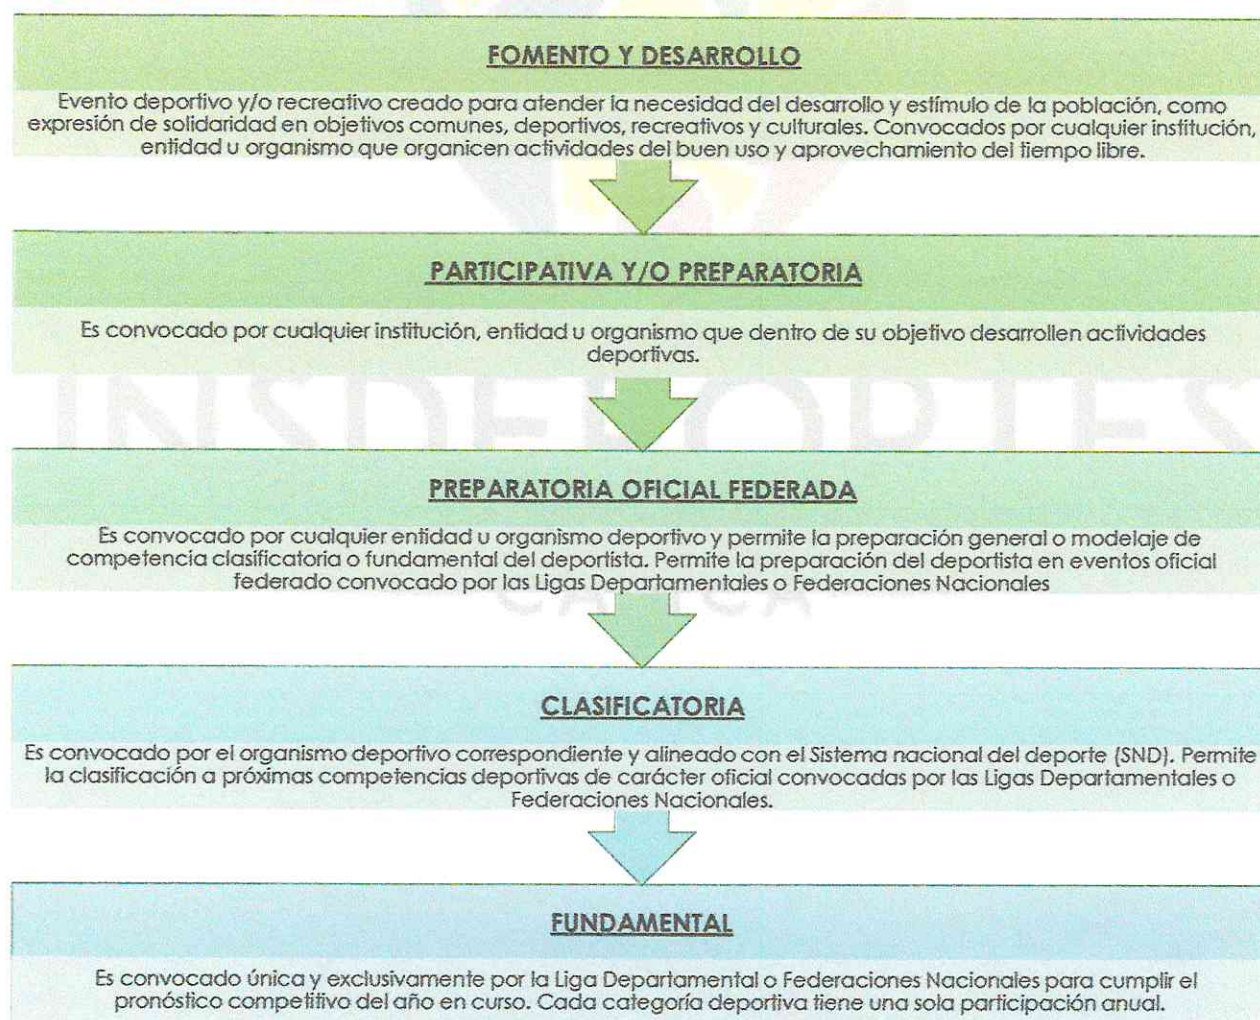 FOMENTO Y DESARROLLO
Evento deportivo y/o recreativo creado para atender la necesidad del desarrollo y estímulo de la población, como
expresión de solidaridad en objetivos comunes, deportivos, recreativos y culturales. Convocados por cualquier institución,
entidad u organismo que organicen actividades del buen uso y aprovechamiento del tiempo libre.
PARTICIPATIVA Y/O PREPARATORIA
Es convocado por cualquier institución, entidad u organismo que dentro de su objetivo desarrollen actividades
deportivas.
INSDEPORTES
PREPARATORIA OFICIAL FEDERADA
Es convocado por cualquier entidad u organismo deportivo y permite la preparación general o modelaje de
competencia clasificatoria o fundamental del deportista. Permite la preparación del deportista en eventos oficial
federado convocado por las Ligas Departamentales o Federaciones Nacionales
CLASIFICATORIA
Es convocado por el organismo deportivo correspondiente y alineado con el Sistema nacional del deporte (SND). Permite
la clasificación a próximas competencias deportivas de carácter oficial convocadas por las Ligas Departamentales o
Federaciones Nacionales.
FUNDAMENTAL
Es convocado única y exclusivamente por la Liga Departamental o Federaciones Nacionales para cumplir el
pronóstico competitivo del año en curso. Cada categoría deportiva tiene una sola participación anual.